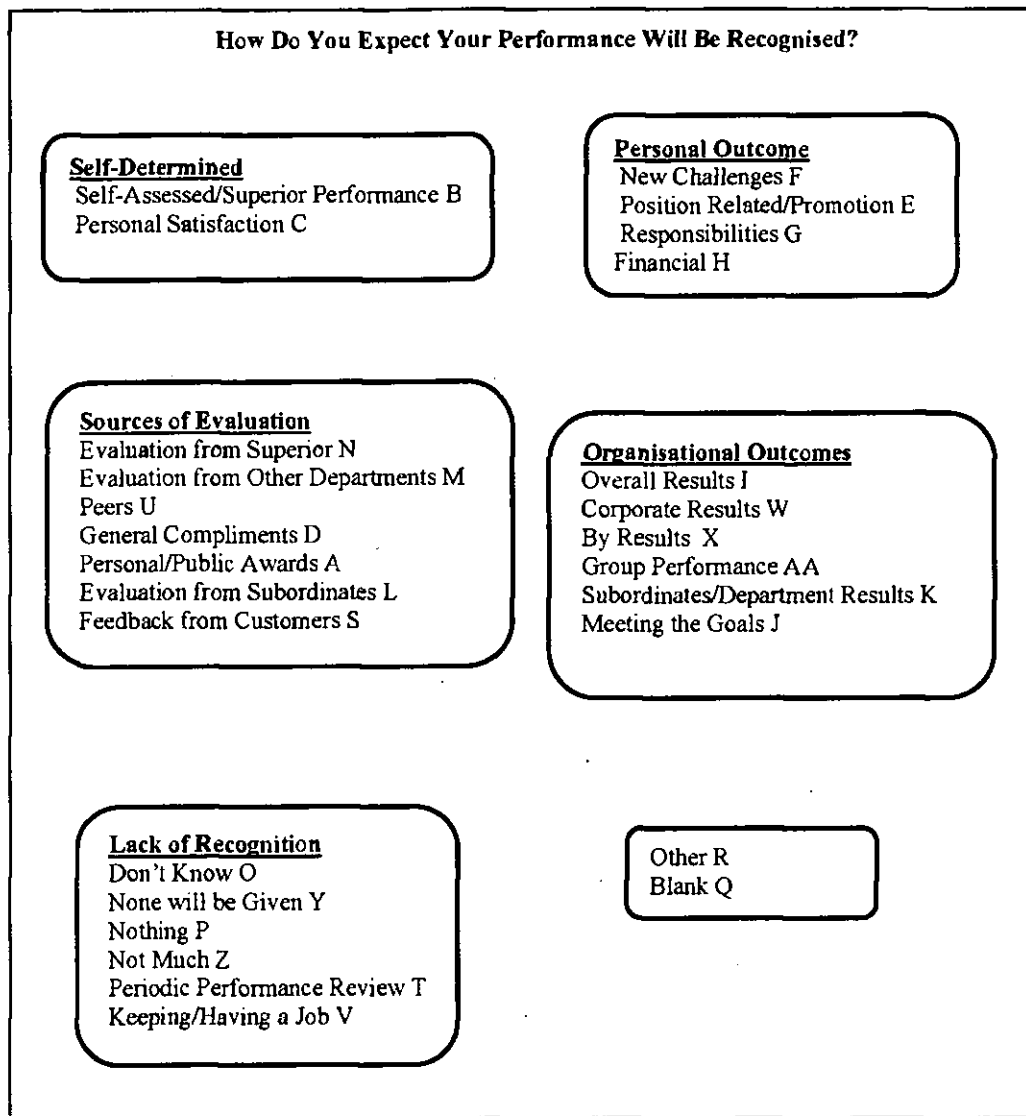 How Do You Expect Your Performance Will Be Recognised?
Self-Determined
Self-Assessed/Superior Performance B
Personal Satisfaction C
Personal Outcome
New Challenges F
Position Related/Promotion E
Responsibilities G
Financial H
Sources of Evaluation
Evaluation from Superior N
Evaluation from Other Departments M
Peers U
General Compliments D
Personal/Public Awards A
Evaluation from Subordinates L
Feedback from Customers S
Organisational Outcomes
Overall Results I
Corporate Results W
By Results X
Group Performance AA
Subordinates/Department Results K
Meeting the Goals J
Lack of Recognition
Don't Know O
None will be Given Y
Nothing P
Not Much Z
Periodic Performance Review T
Keeping/Having a Job V
Other R
Blank Q